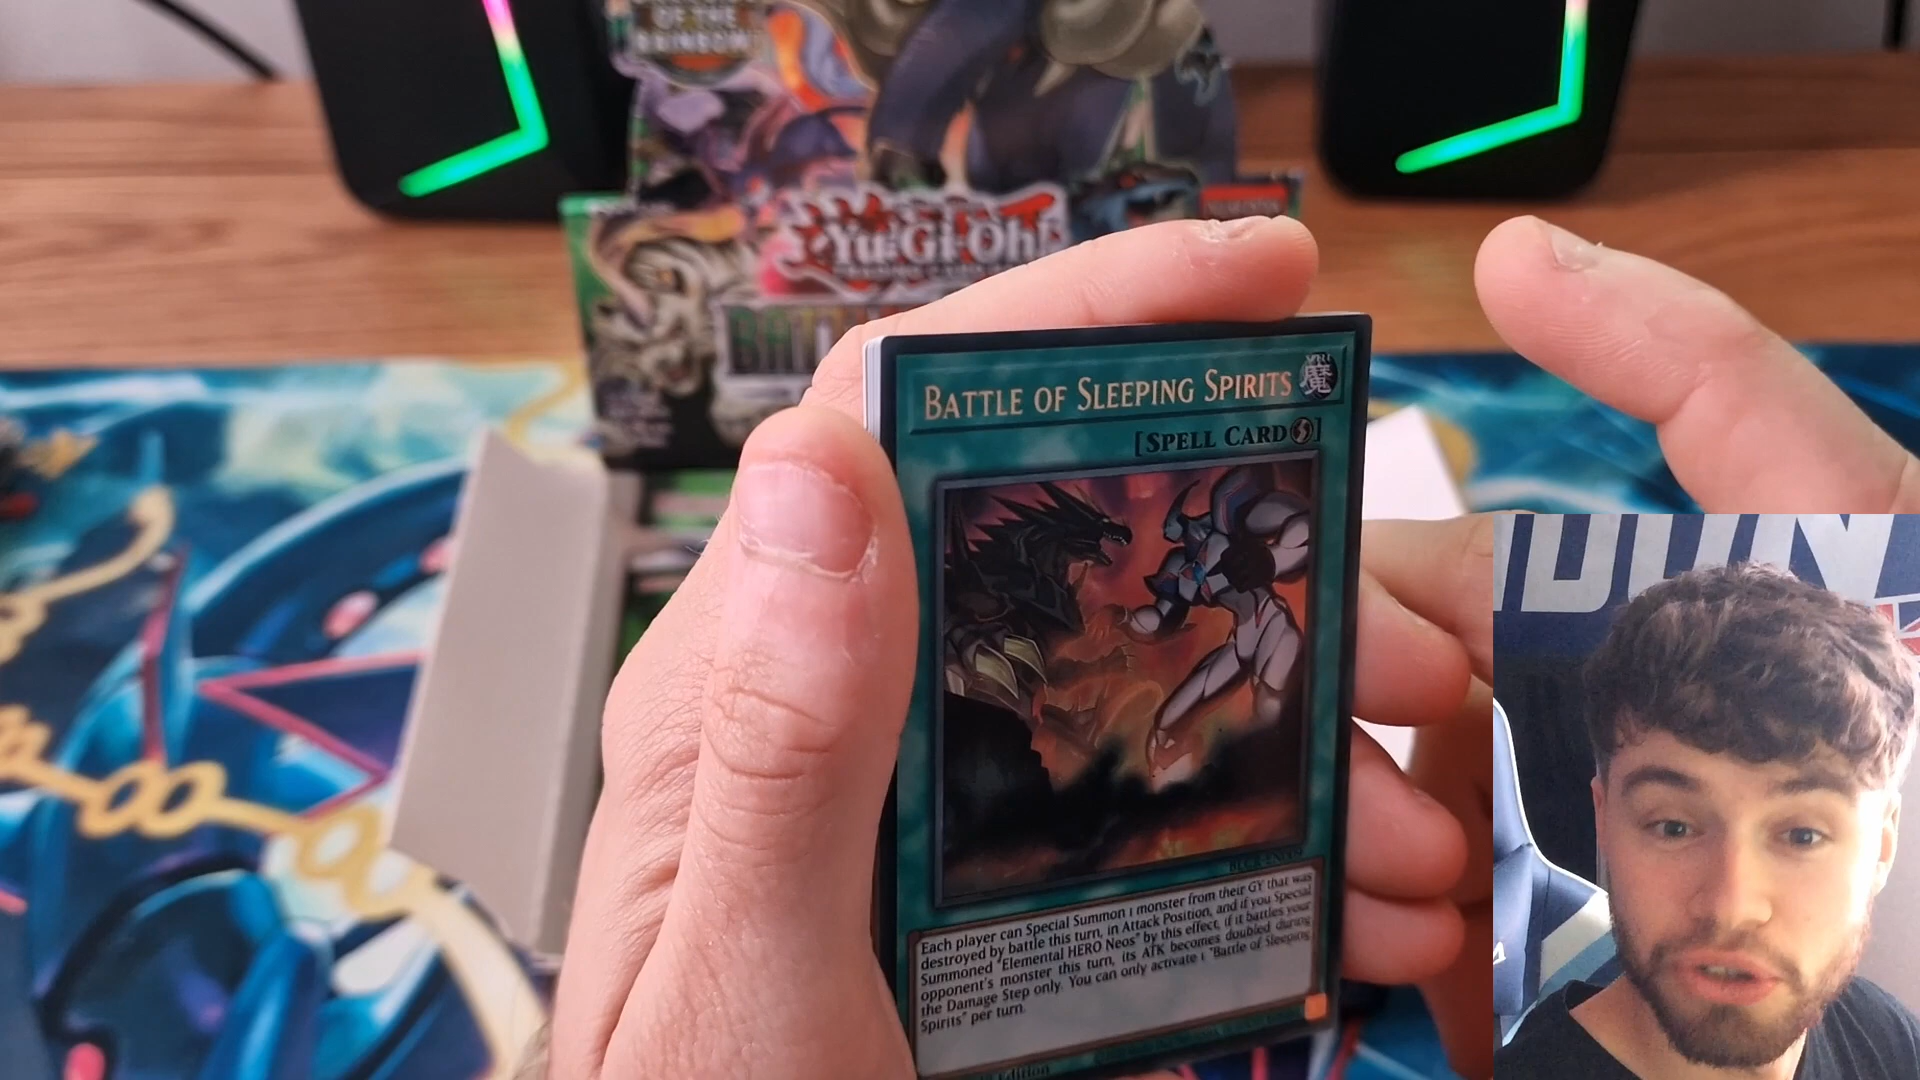 OF THE
RAINBOW
Yu-Gi-Oh!
BATTLE OF SLEEPING SPIRITS
魔
[SPELL CARD]
Each player can Special Summon 1 monster from their GY that was
destroyed by battle this turn, in Attack Position, and if you Special
Summoned "Elemental HERO Neos" by this effect, if it battles your
opponent's monster this turn, its ATK becomes doubled during
the Damage Step only. You can only activate 1 "Battle of Sleeping
Spirits" per turn.
Edition